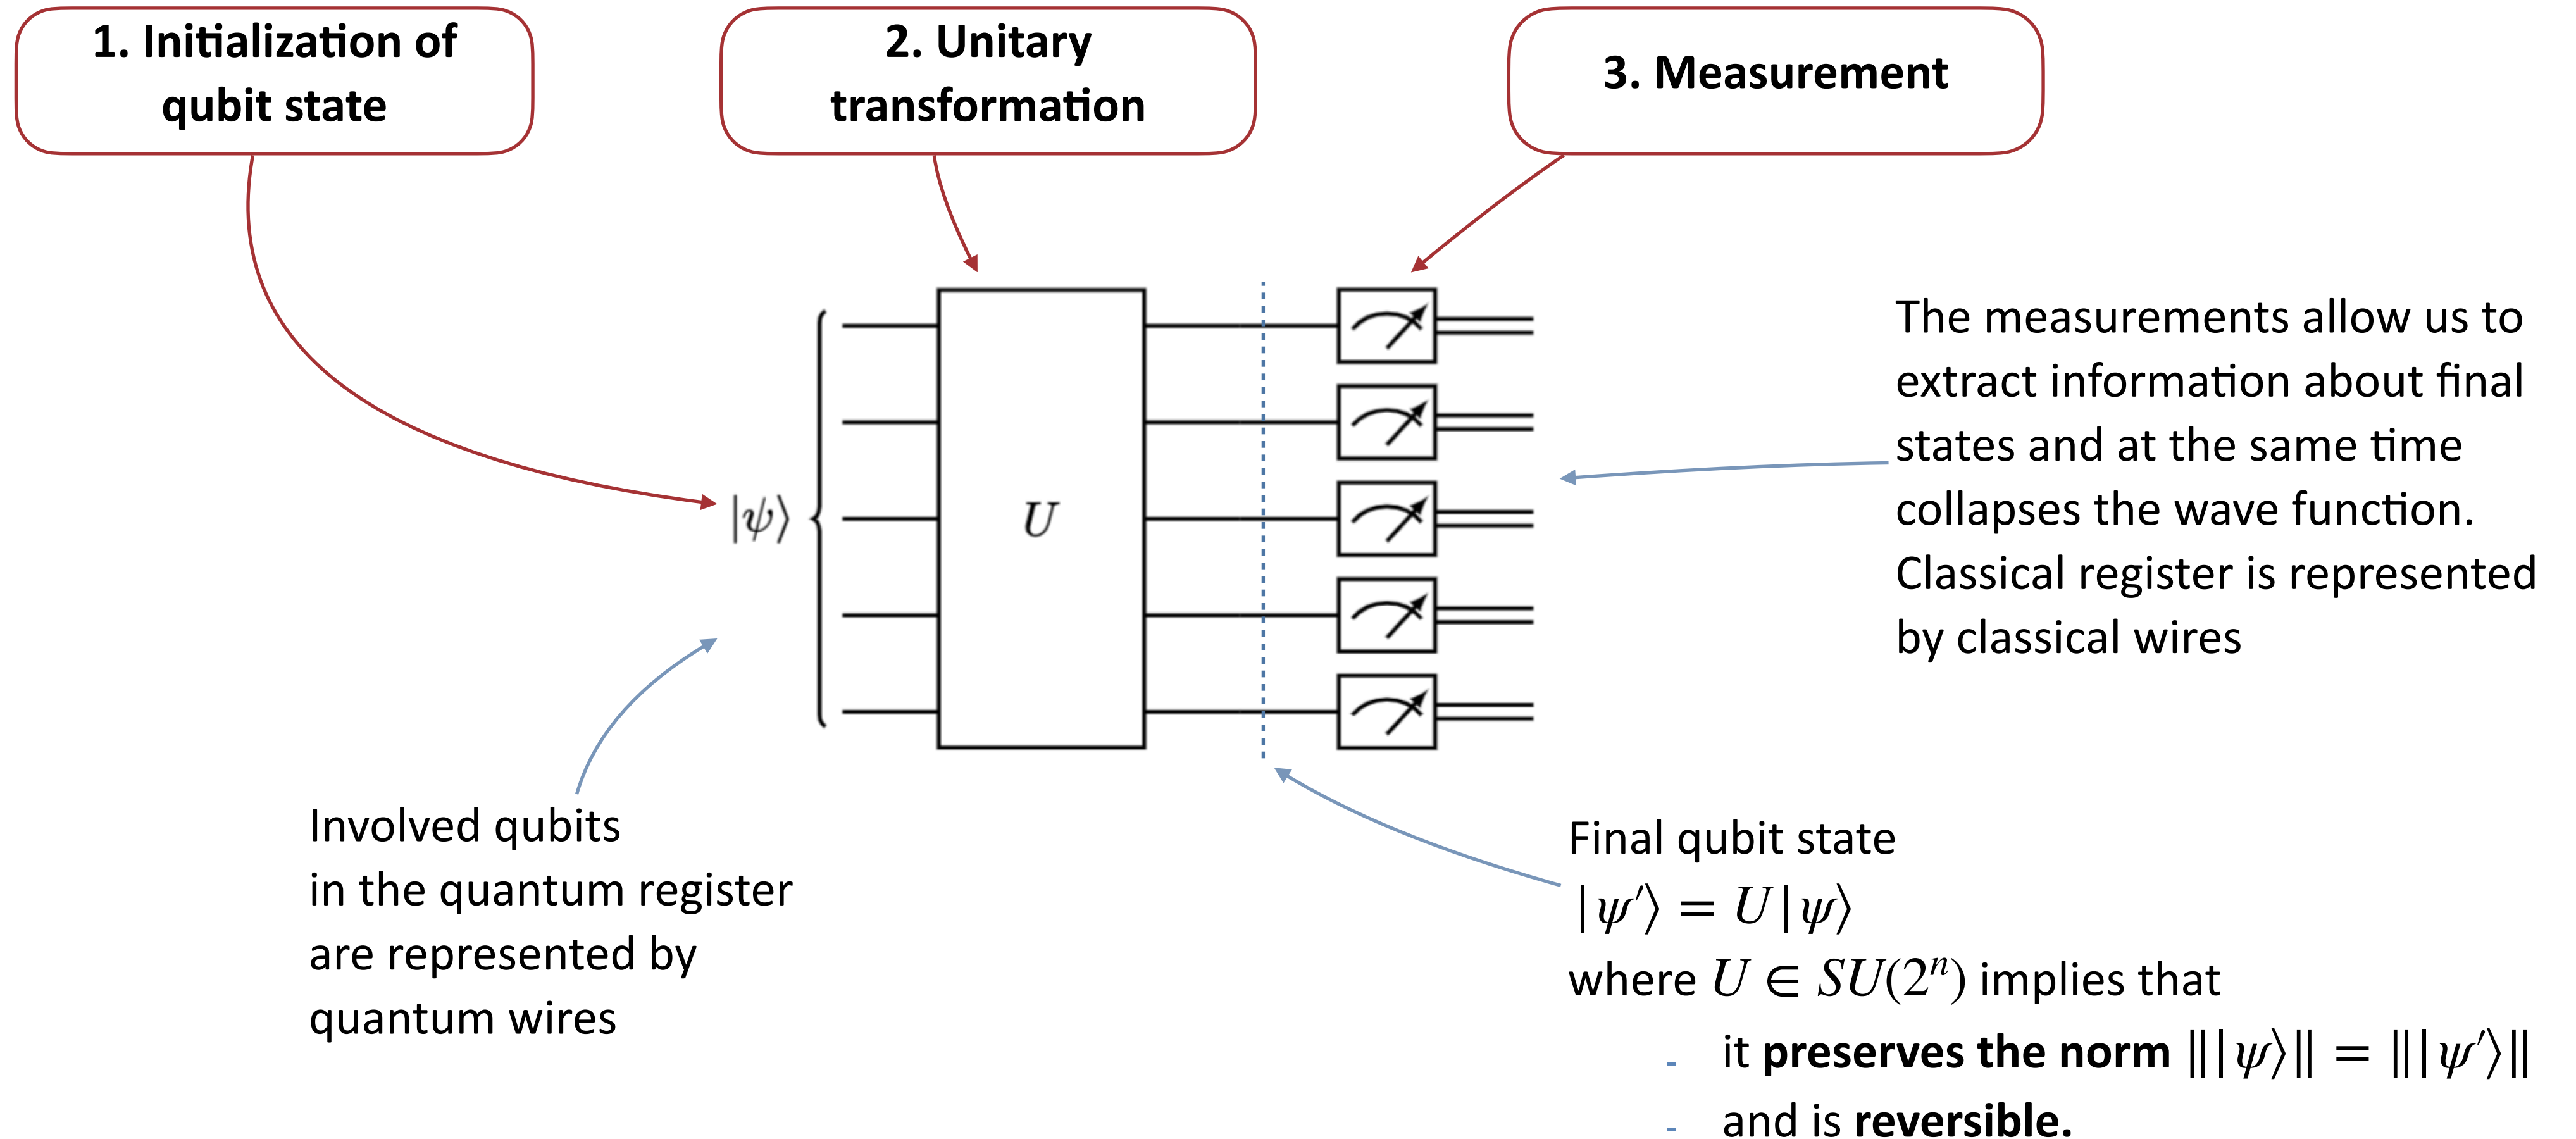 1. Initialization of
qubit state
2. Unitary
transformation
3. Measurement
|ψ⟩
U
The measurements allow us to
extract information about final
states and at the same time
collapses the wave function.
Classical register is represented
by classical wires
Involved qubits
in the quantum register
are represented by
quantum wires
Final qubit state
|ψ′⟩ = U|ψ⟩
where U ∈ SU(2ⁿ) implies that
- it preserves the norm ∥|ψ⟩∥ = ∥|ψ′⟩∥
- and is reversible.